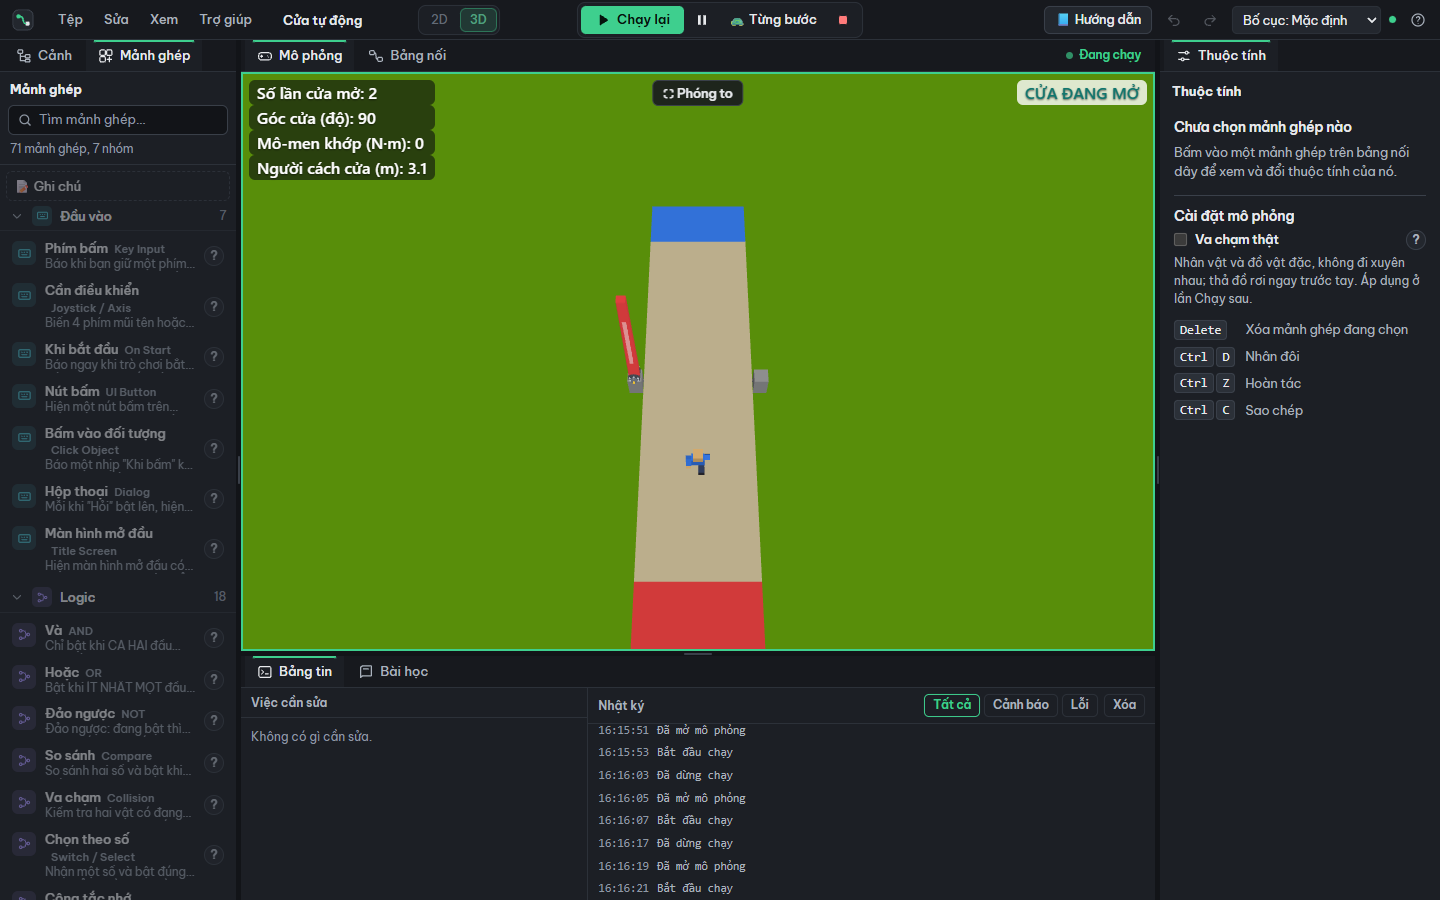 Tệp Sửa Xem Trợ giúp Cửa tự động 2D 3D Chạy lại Từng bước Hướng dẫn Bố cục: Mặc định
Cảnh Mảnh ghép Mô phỏng Bảng nối Đang chạy Thuộc tính
Mảnh ghép
Tìm mảnh ghép...
71 mảnh ghép, 7 nhóm
Ghi chú
Đầu vào 7
Phím bấm Key Input
Báo khi bạn giữ một phím...
Cần điều khiển
Joystick / Axis
Biến 4 phím mũi tên hoặc...
Khi bắt đầu On Start
Báo ngay khi trò chơi bắt...
Nút bấm UI Button
Hiện một nút bấm trên...
Bấm vào đối tượng
Click Object
Báo một nhịp "Khi bấm" k...
Hộp thoại Dialog
Mỗi khi "Hỏi" bật lên, hiện...
Màn hình mở đầu
Title Screen
Hiện màn hình mở đầu có...
Logic 18
Và AND
Chỉ bật khi CẢ HAI đầu...
Hoặc OR
Bật khi ÍT NHẤT MỘT đầu...
Đảo ngược NOT
Đảo ngược: đang bật thì...
So sánh Compare
So sánh hai số và bật khi...
Va chạm Collision
Kiểm tra hai vật có đang...
Chọn theo số
Switch / Select
Nhận một số và bật đúng...
Công tắc nhớ
Số lần cửa mở: 2
Góc cửa (độ): 90
Mô-men khớp (N·m): 0
Người cách cửa (m): 3.1
Phóng to
CỬA ĐANG MỞ
Bảng tin Bài học
Việc cần sửa
Không có gì cần sửa.
Nhật ký Tất cả Cảnh báo Lỗi Xóa
16:15:51 Đã mở mô phỏng
16:15:53 Bắt đầu chạy
16:16:03 Đã dừng chạy
16:16:05 Đã mở mô phỏng
16:16:07 Bắt đầu chạy
16:16:17 Đã dừng chạy
16:16:19 Đã mở mô phỏng
16:16:21 Bắt đầu chạy
Thuộc tính
Chưa chọn mảnh ghép nào
Bấm vào một mảnh ghép trên bảng nối
dây để xem và đổi thuộc tính của nó.
Cài đặt mô phỏng
Va chạm thật ?
Nhân vật và đồ vật đặc, không đi xuyên
nhau; thả đồ rơi ngay trước tay. Áp dụng ở
lần Chạy sau.
Delete Xóa mảnh ghép đang chọn
Ctrl D Nhân đôi
Ctrl Z Hoàn tác
Ctrl C Sao chép